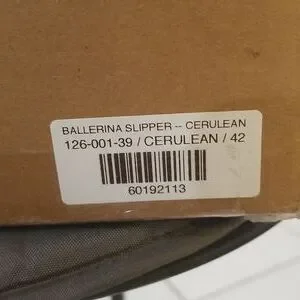 BALLERINA SLIPPER -- CERULEAN
126-001-39 / CERULEAN / 42
60192113